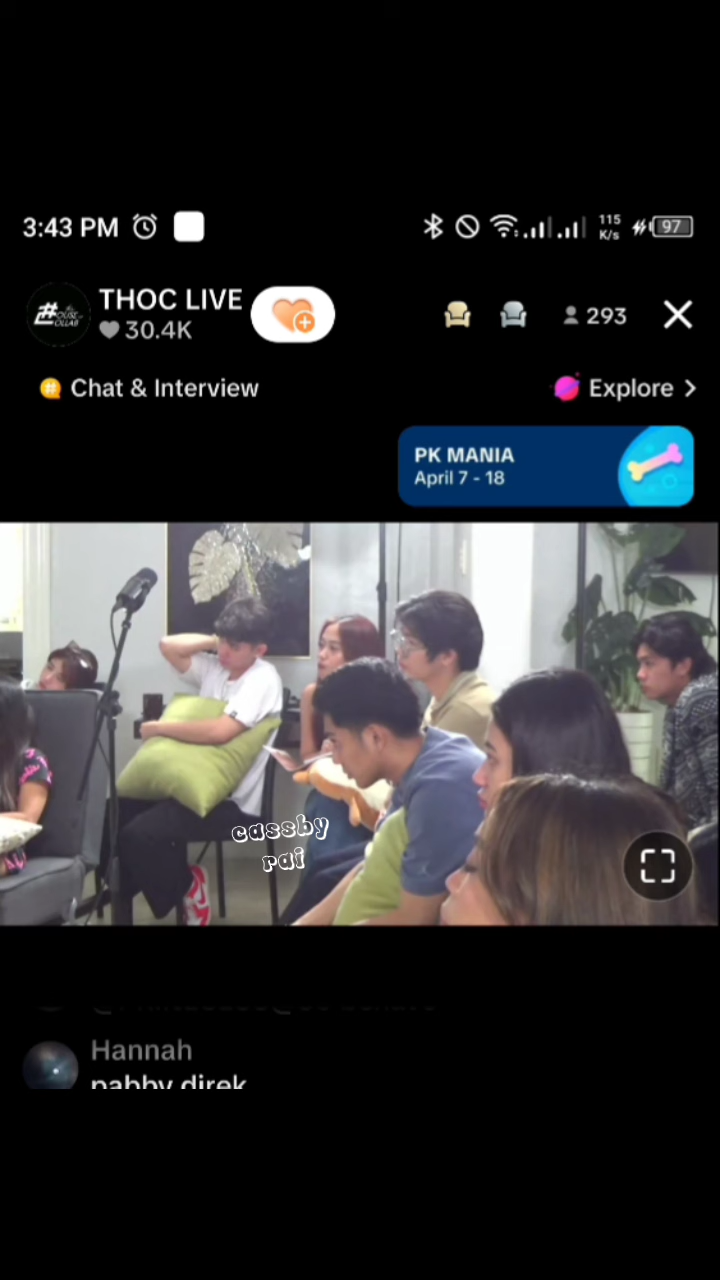 3:43 PM
115
K/s
97
#
THOC LIVE
30.4K
293
Chat & Interview
Explore
PK MANIA
April 7 - 18
cassby
rai
Hannah
pabby direk